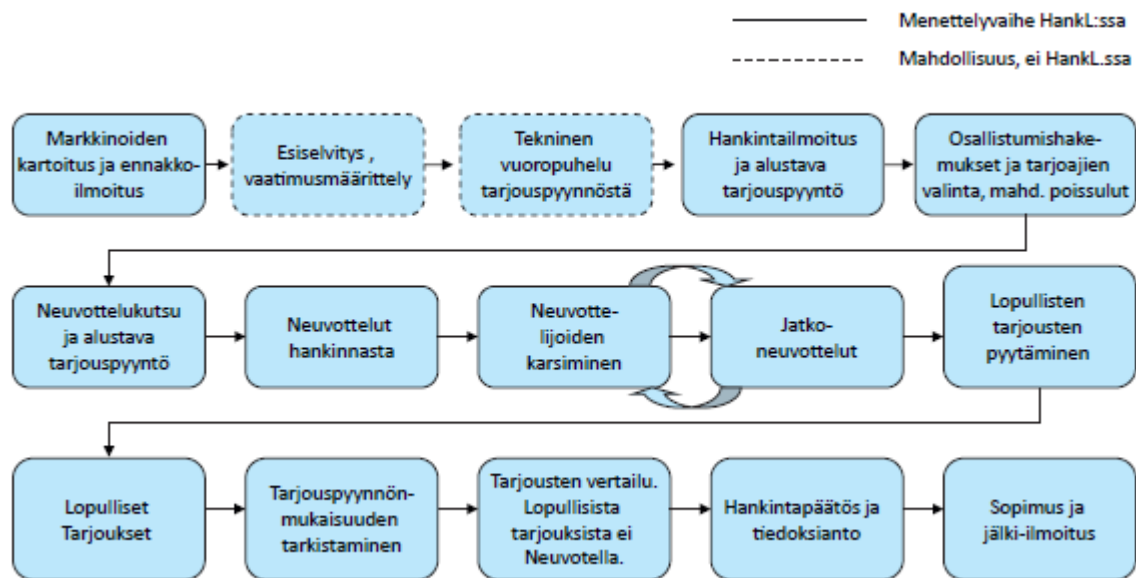 Menettelyvaihe HankL:ssa
Mahdollisuus, ei HankL.ssa
Markkinoiden
kartoitus ja ennakko-
ilmoitus
Esiselvitys ,
vaatimusmäärittely
Tekninen
vuoropuhelu
tarjouspyynnöstä
Hankintailmoitus
ja alustava
tarjouspyyntö
Osallistumishake-
mukset ja tarjoajien
valinta, mahd. poissulut
Neuvottelukutsu
ja alustava
tarjouspyyntö
Neuvottelut
hankinnasta
Neuvotte-
lijoiden
karsiminen
Jatko-
neuvottelut
Lopullisten
tarjousten
pyytäminen
Lopulliset
Tarjoukset
Tarjouspyynnön-
mukaisuuden
tarkistaminen
Tarjousten vertailu.
Lopullisista
tarjouksista ei
Neuvotella.
Hankintapäätös ja
tiedoksianto
Sopimus ja
jälki-ilmoitus